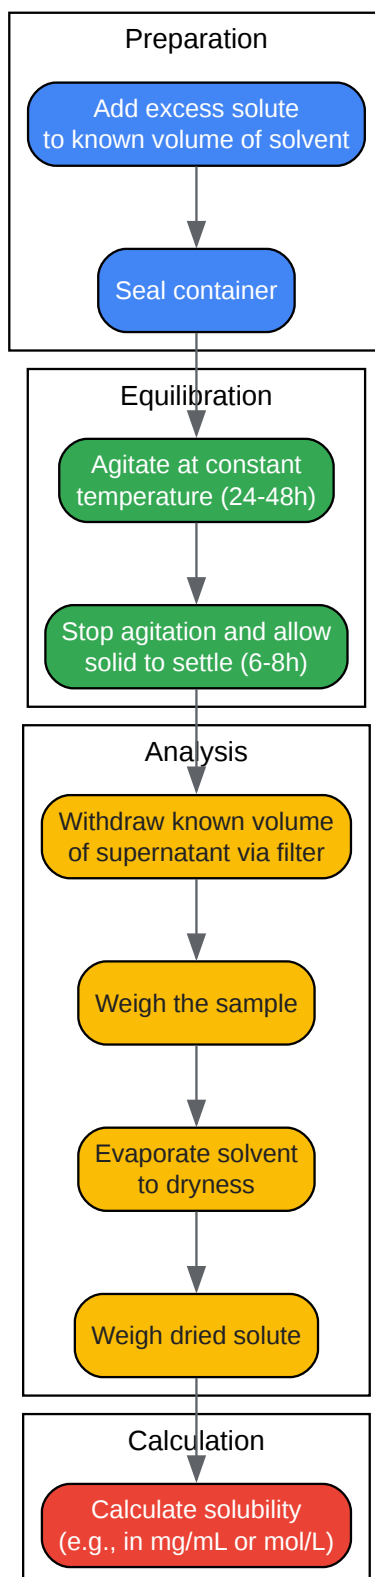 Preparation
Add excess solute
to known volume of solvent
Seal container
Equilibration
Agitate at constant
temperature (24-48h)
Stop agitation and allow
solid to settle (6-8h)
Analysis
Withdraw known volume
of supernatant via filter
Weigh the sample
Evaporate solvent
to dryness
Weigh dried solute
Calculation
Calculate solubility
(e.g., in mg/mL or mol/L)